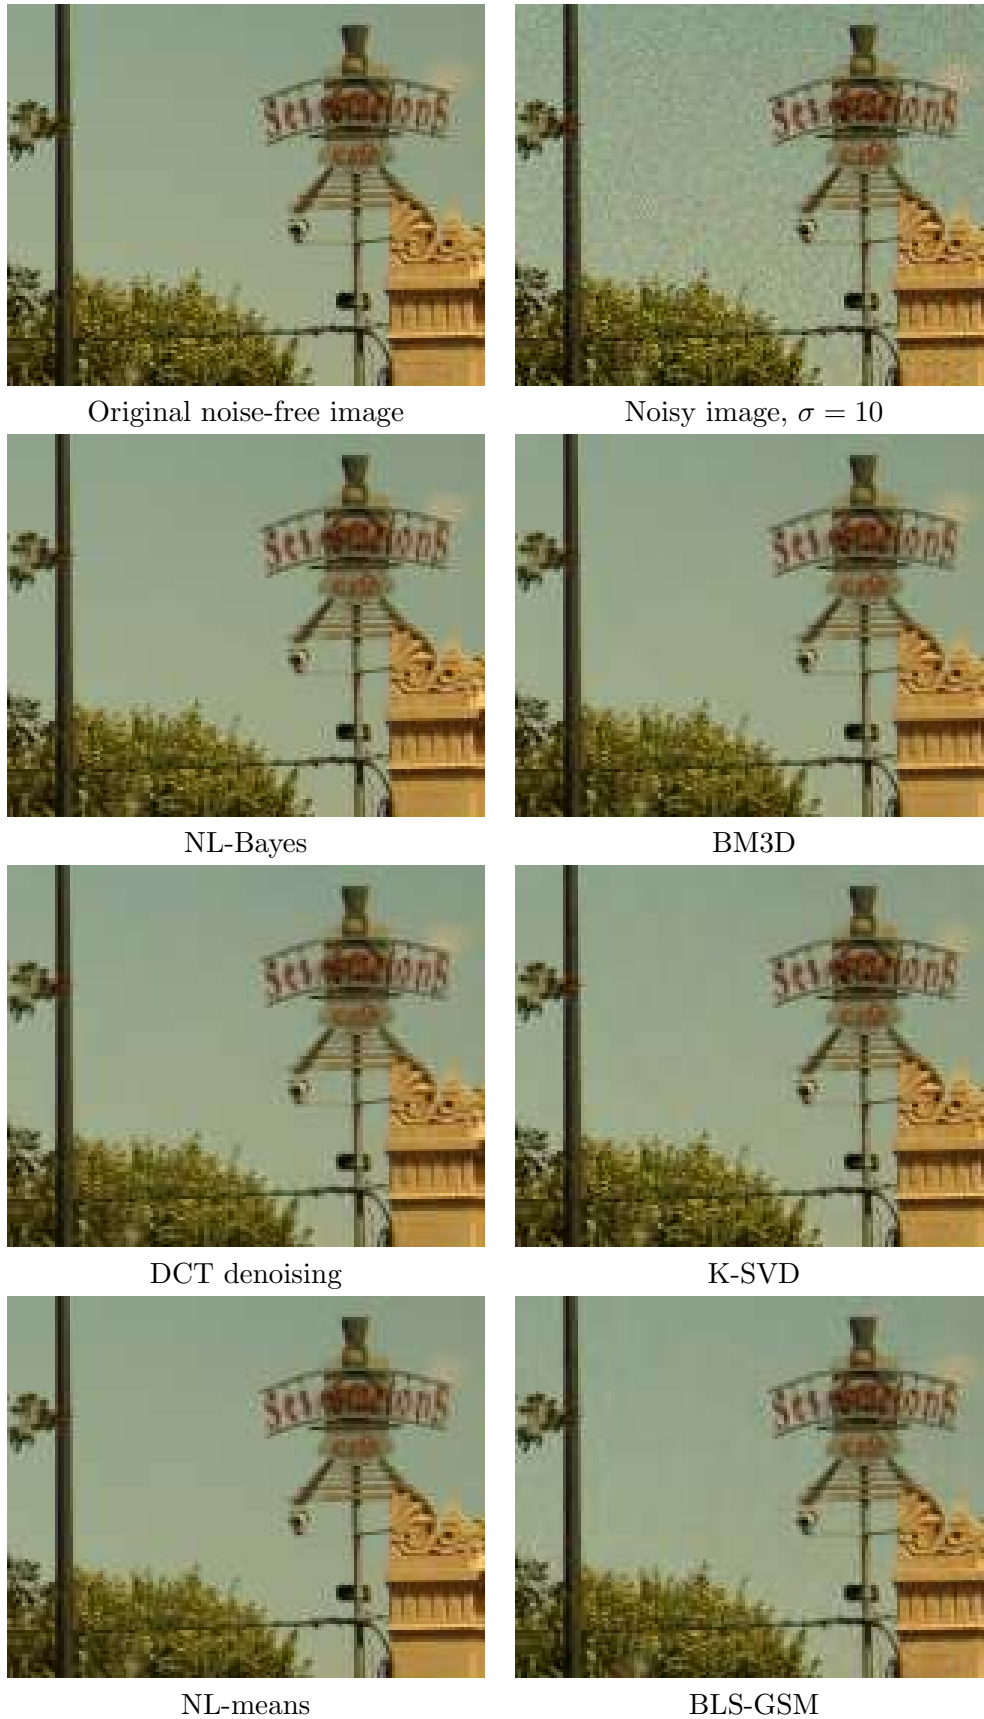 Original noise-free image
Noisy image, σ = 10
NL-Bayes
BM3D
DCT denoising
K-SVD
NL-means
BLS-GSM